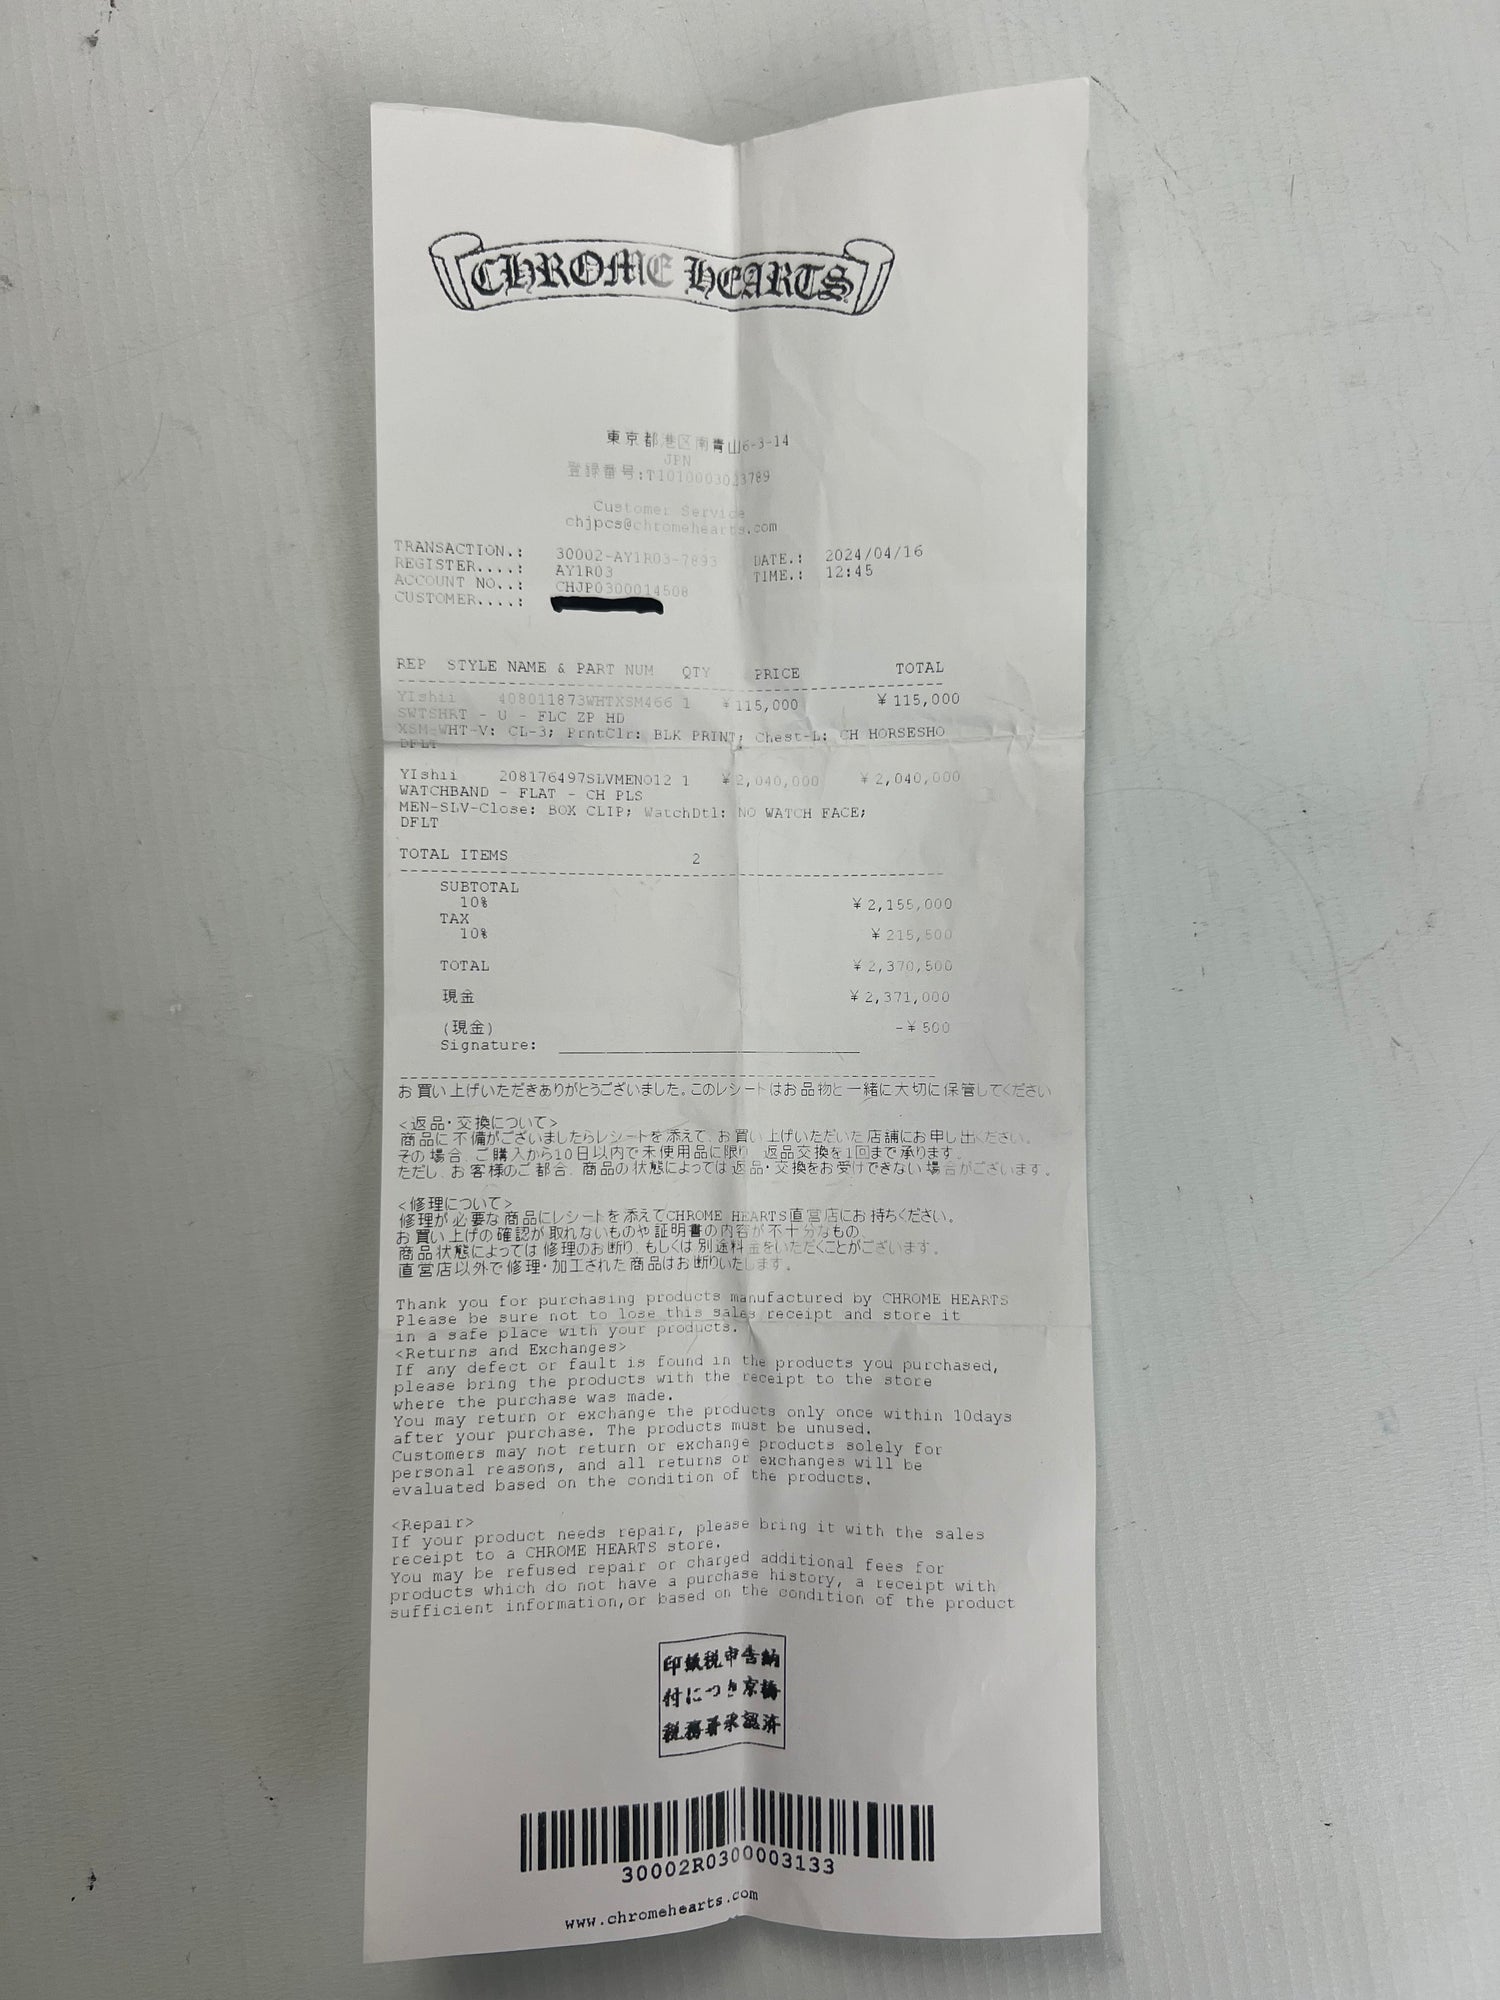 CHROME HEARTS
東京都港区南青山6-3-14
JPN
登録番号:T1010003023789
Customer Service
chjpcs@chromehearts.com
TRANSACTION.: 30002-AY1R03-7893 DATE.: 2024/04/16
REGISTER....: AY1R03 TIME.: 12:45
ACCOUNT NO..: CHJP0300014508
CUSTOMER....:
REP STYLE NAME & PART NUM QTY PRICE TOTAL
YIshii 408011873WHTXSM466 1 ¥115,000 ¥115,000
SWTSHRT - U - FLC ZP HD
XSM-WHT-V: CL-3; PrntClr: BLK PRINT; Chest-L: CH HORSESHO
DFLT
YIshii 208176497SLVMEN012 1 ¥2,040,000 ¥2,040,000
WATCHBAND - FLAT - CH PLS
MEN-SLV-Close: BOX CLIP; WatchDtl: NO WATCH FACE;
DFLT
TOTAL ITEMS 2
SUBTOTAL
10% ¥2,155,000
TAX
10% ¥215,500
TOTAL ¥2,370,500
現金 ¥2,371,000
(現金) -¥500
Signature:
お買い上げいただきありがとうございました。このレシートはお品物と一緒に大切に保管してください
<返品・交換について>
商品に不備がございましたらレシートを添えて、お買い上げいただいた店舗にお申し出ください。
その場合、ご購入から10日以内で未使用品に限り、返品交換を1回まで承ります。
ただし、お客様のご都合、商品の状態によっては返品・交換をお受けできない場合がございます。
<修理について>
修理が必要な商品にレシートを添えてCHROME HEARTS直営店にお持ちください。
お買い上げの確認が取れないものや証明書の内容が不十分なもの、
商品状態によっては修理のお断り、もしくは別途料金をいただくことがございます。
直営店以外で修理・加工された商品はお断りいたします。
Thank you for purchasing products manufactured by CHROME HEARTS
Please be sure not to lose this sales receipt and store it
in a safe place with your products.
<Returns and Exchanges>
If any defect or fault is found in the products you purchased,
please bring the products with the receipt to the store
where the purchase was made.
You may return or exchange the products only once within 10days
after your purchase. The products must be unused.
Customers may not return or exchange products solely for
personal reasons, and all returns or exchanges will be
evaluated based on the condition of the products.
<Repair>
If your product needs repair, please bring it with the sales
receipt to a CHROME HEARTS store.
You may be refused repair or charged additional fees for
products which do not have a purchase history, a receipt with
sufficient information,or based on the condition of the product
印紙税申告納
付につき京橋
税務署承認済
30002R0300003133
www.chromehearts.com